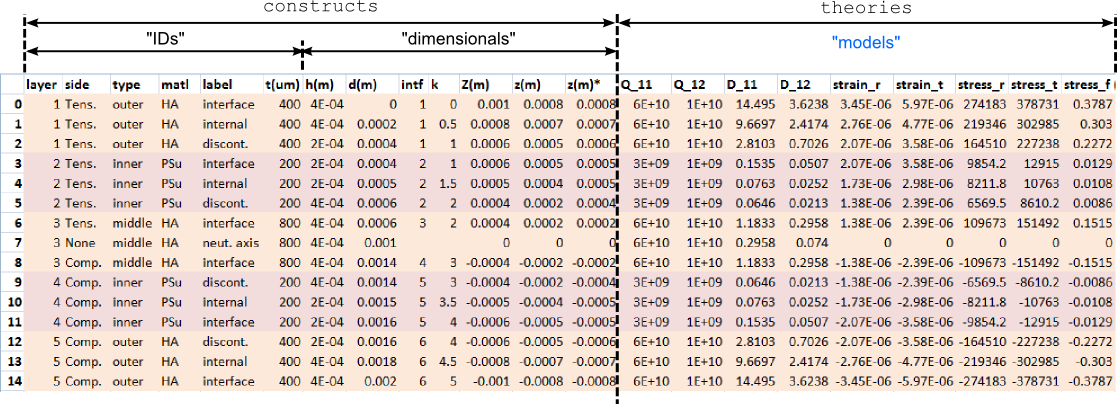 constructs theories
"IDs" "dimensionals" "models"
layer side type matl label t(um) h(m) d(m) intf k Z(m) z(m) z(m)* Q_11 Q_12 D_11 D_12 strain_r strain_t stress_r stress_t stress_f
0 1 Tens. outer HA interface 400 4E-04 0 1 0 0.001 0.0008 0.0008 6E+10 1E+10 14.495 3.6238 3.45E-06 5.97E-06 274183 378731 0.3787
1 1 Tens. outer HA internal 400 4E-04 0.0002 1 0.5 0.0008 0.0007 0.0007 6E+10 1E+10 9.6697 2.4174 2.76E-06 4.77E-06 219346 302985 0.303
2 1 Tens. outer HA discont. 400 2E-04 0.0004 1 1 0.0006 0.0005 0.0006 6E+10 1E+10 2.8103 0.7026 2.07E-06 3.58E-06 164510 227238 0.2272
3 2 Tens. inner PSu interface 200 2E-04 0.0004 2 1 0.0006 0.0005 0.0005 3E+09 1E+09 0.1535 0.0507 2.07E-06 3.58E-06 9854.2 12915 0.0129
4 2 Tens. inner PSu internal 200 2E-04 0.0005 2 1.5 0.0005 0.0004 0.0005 3E+09 1E+09 0.0763 0.0252 1.73E-06 2.98E-06 8211.8 10763 0.0108
5 2 Tens. inner PSu discont. 200 2E-04 0.0006 2 2 0.0004 0.0002 0.0004 3E+09 1E+09 0.0646 0.0213 1.38E-06 2.39E-06 6569.5 8610.2 0.0086
6 3 Tens. middle HA interface 800 4E-04 0.0006 3 2 0.0004 0.0002 0.0002 6E+10 1E+10 1.1833 0.2958 1.38E-06 2.39E-06 109673 151492 0.1515
7 3 None middle HA neut. axis 800 4E-04 0.001 0 0 0 6E+10 1E+10 0.2958 0.074 0 0 0 0 0
8 3 Comp. middle HA interface 800 4E-04 0.0014 4 3 -0.0004 -0.0002 -0.0002 6E+10 1E+10 1.1833 0.2958 -1.38E-06 -2.39E-06 -109673 -151492 -0.1515
9 4 Comp. inner PSu discont. 200 2E-04 0.0014 5 3 -0.0004 -0.0002 -0.0004 3E+09 1E+09 0.0646 0.0213 -1.38E-06 -2.39E-06 -6569.5 -8610.2 -0.0086
10 4 Comp. inner PSu internal 200 2E-04 0.0015 5 3.5 -0.0005 -0.0004 -0.0005 3E+09 1E+09 0.0763 0.0252 -1.73E-06 -2.98E-06 -8211.8 -10763 -0.0108
11 4 Comp. inner PSu interface 200 2E-04 0.0016 5 4 -0.0006 -0.0005 -0.0005 3E+09 1E+09 0.1535 0.0507 -2.07E-06 -3.58E-06 -9854.2 -12915 -0.0129
12 5 Comp. outer HA discont. 400 2E-04 0.0016 6 4 -0.0006 -0.0005 -0.0006 6E+10 1E+10 2.8103 0.7026 -2.07E-06 -3.58E-06 -164510 -227238 -0.2272
13 5 Comp. outer HA internal 400 4E-04 0.0018 6 4.5 -0.0008 -0.0007 -0.0007 6E+10 1E+10 9.6697 2.4174 -2.76E-06 -4.77E-06 -219346 -302985 -0.303
14 5 Comp. outer HA interface 400 4E-04 0.002 6 5 -0.001 -0.0008 -0.0008 6E+10 1E+10 14.495 3.6238 -3.45E-06 -5.97E-06 -274183 -378731 -0.3787